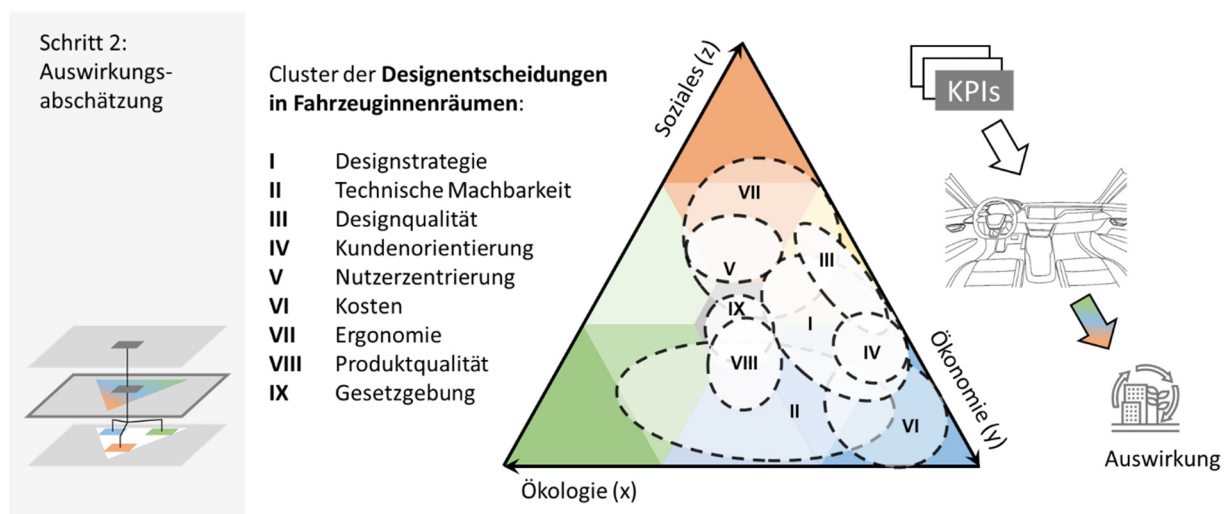 Schritt 2:
Auswirkungs-
abschätzung
Cluster der Designentscheidungen
in Fahrzeuginnenräumen:
I Designstrategie
II Technische Machbarkeit
III Designqualität
IV Kundenorientierung
V Nutzerzentrierung
VI Kosten
VII Ergonomie
VIII Produktqualität
IX Gesetzgebung
Soziales (z)
VII
V
III
IX
I
IV
VIII
II
VI
Ökologie (x)
Ökonomie (y)
KPIs
Auswirkung